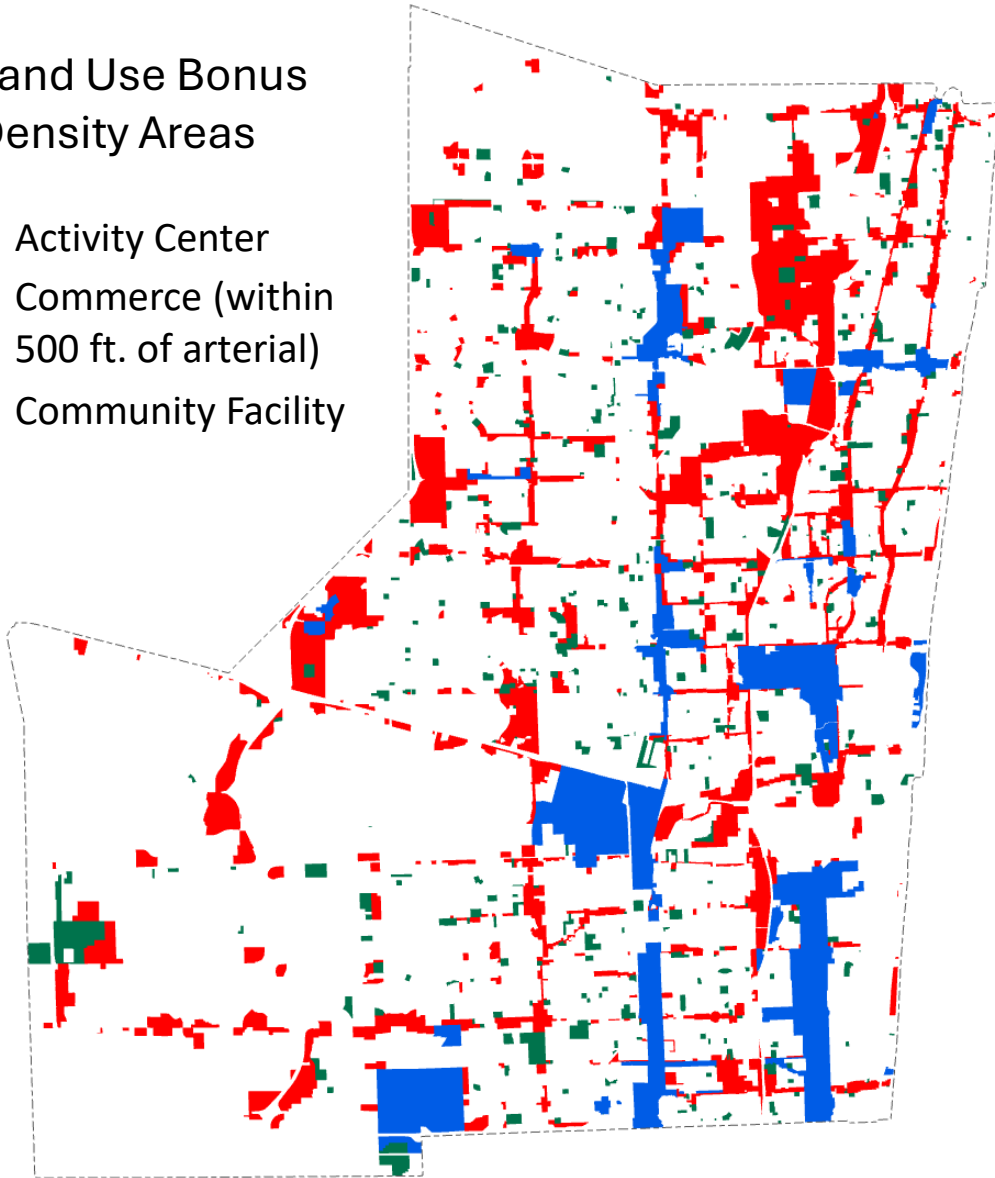 and Use Bonus
Density Areas
Activity Center
Commerce (within
500 ft. of arterial)
Community Facility